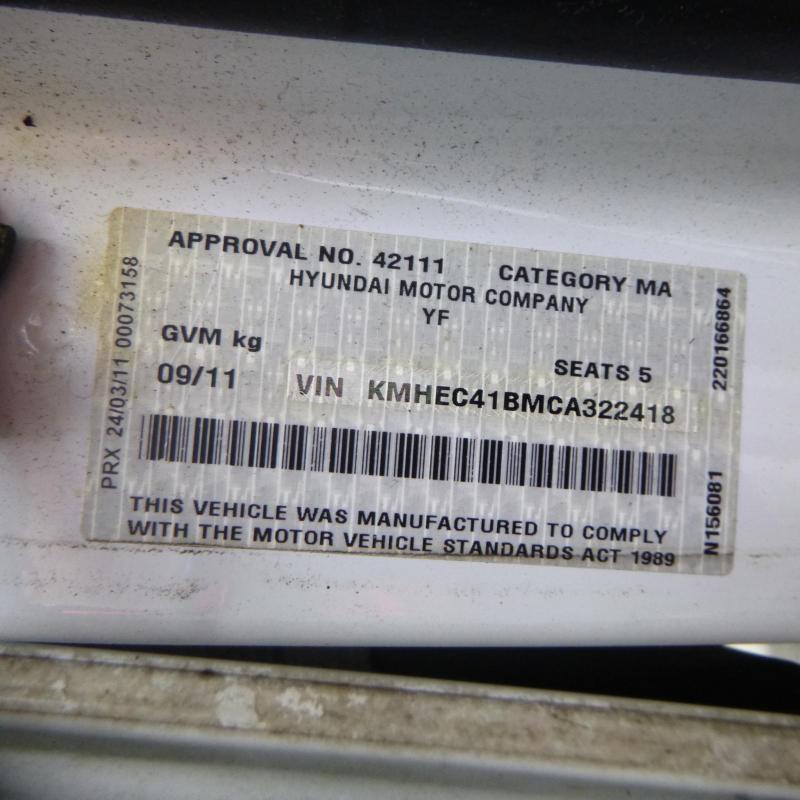 APPROVAL NO. 42111 CATEGORY MA
HYUNDAI MOTOR COMPANY
YF
GVM kg
SEATS 5
09/11 VIN KMHEC41BMCA322418
THIS VEHICLE WAS MANUFACTURED TO COMPLY
WITH THE MOTOR VEHICLE STANDARDS ACT 1989
PRX 24/03/11 00073158
220166864
N156081